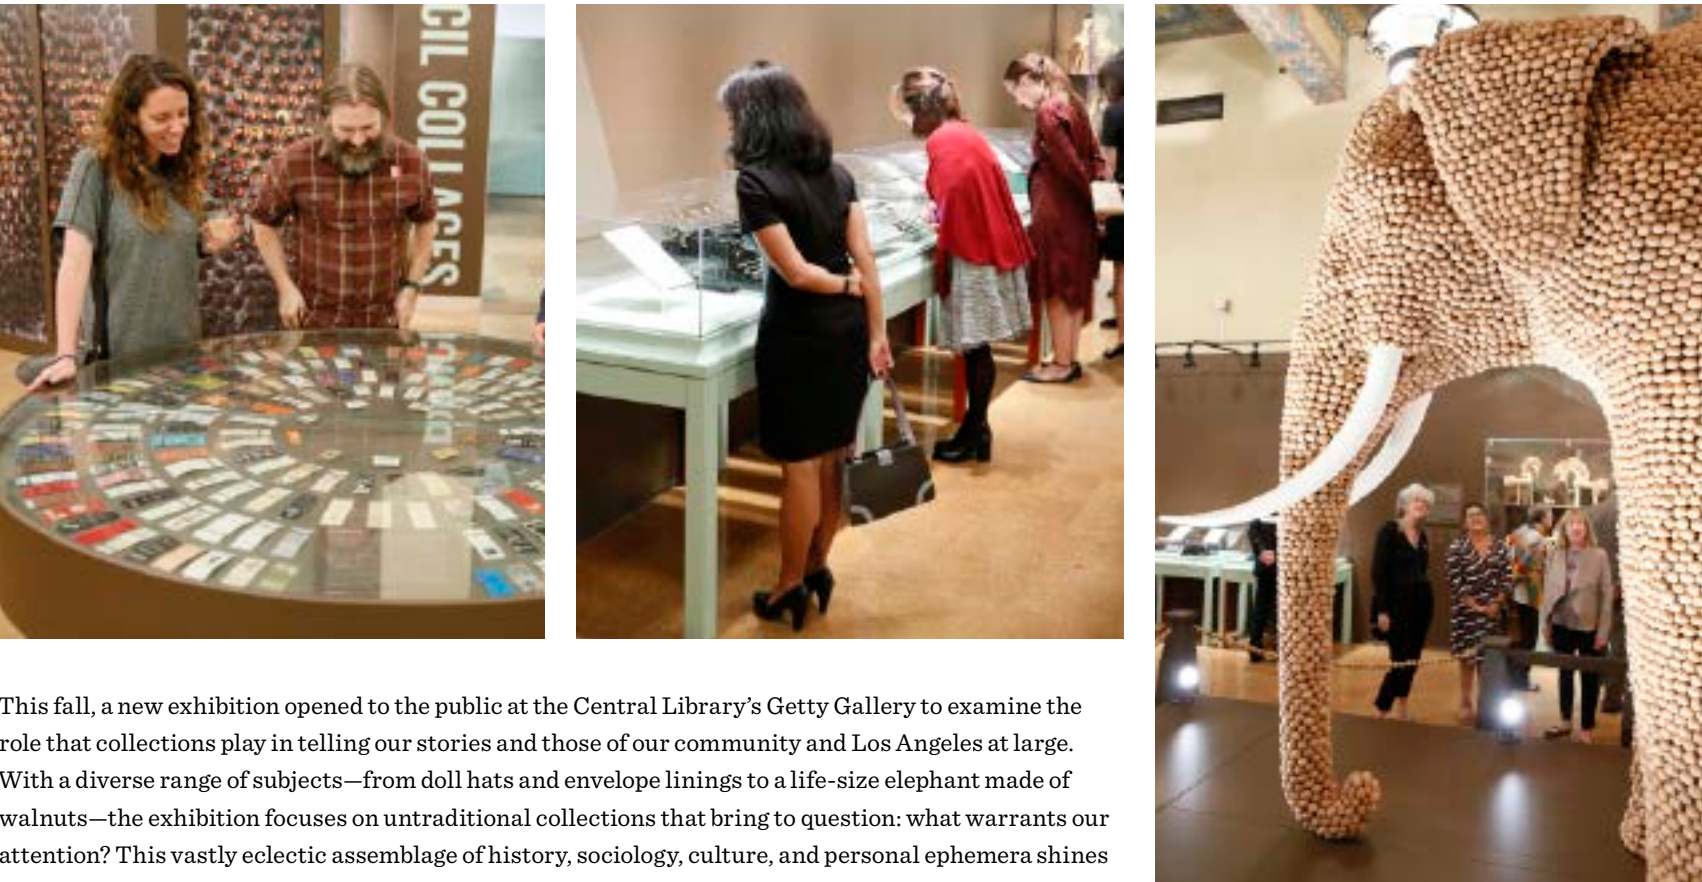 CIL COLLAGES
This fall, a new exhibition opened to the public at the Central Library’s Getty Gallery to examine the
role that collections play in telling our stories and those of our community and Los Angeles at large.
With a diverse range of subjects—from doll hats and envelope linings to a life-size elephant made of
walnuts—the exhibition focuses on untraditional collections that bring to question: what warrants our
attention? This vastly eclectic assemblage of history, sociology, culture, and personal ephemera shines